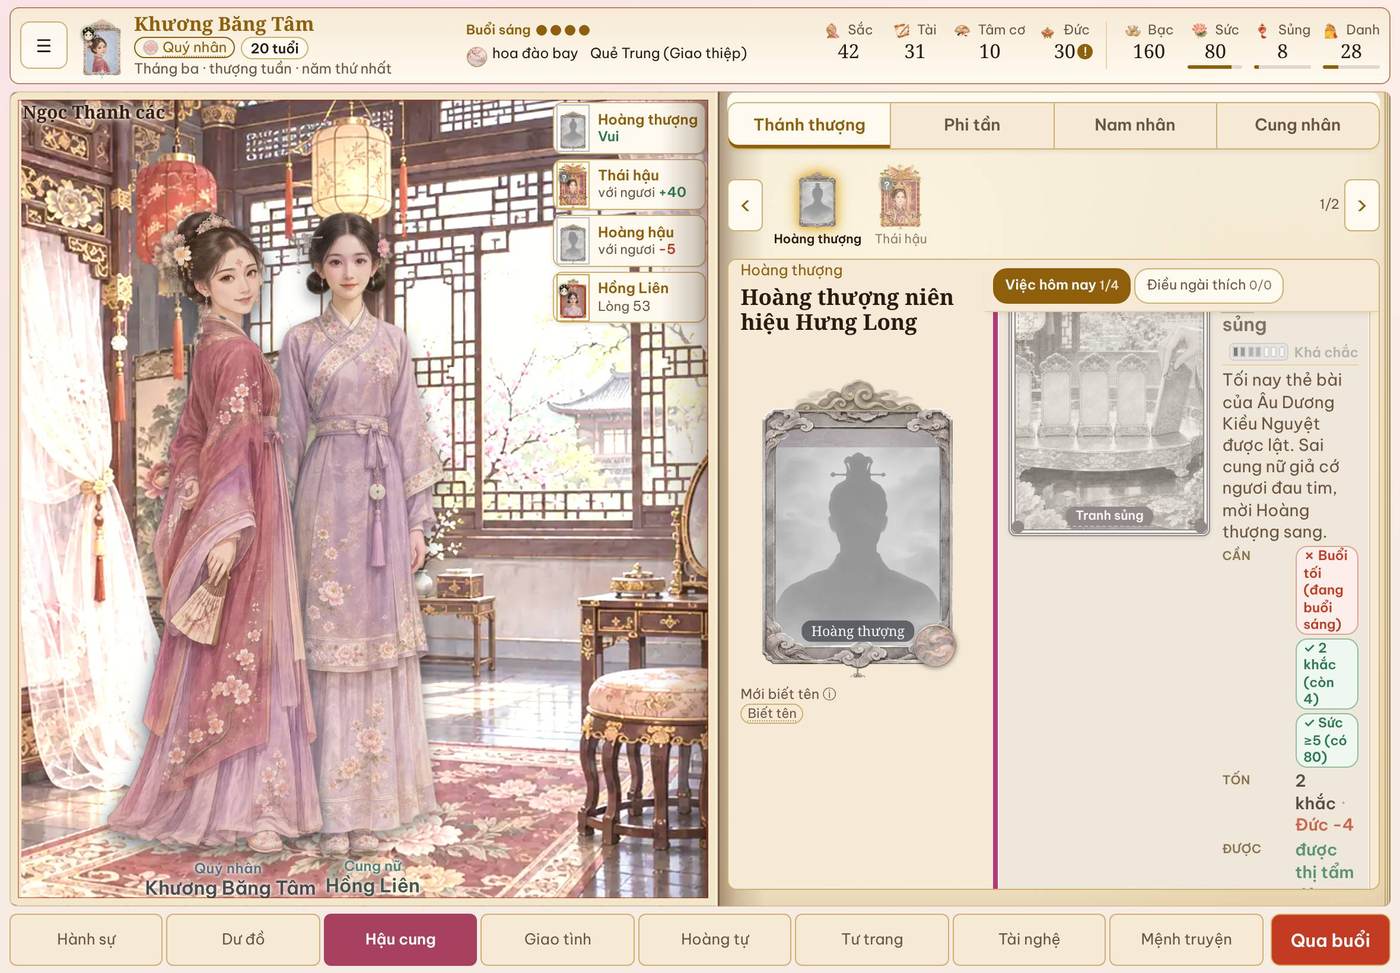 ☰
Khương Băng Tâm
Quý nhân
20 tuổi
Tháng ba · thượng tuần · năm thứ nhất
Buổi sáng
hoa đào bay Quẻ Trung (Giao thiệp)
Sắc
42
Tài
31
Tâm cơ
10
Đức
30 !
Bạc
160
Sức
80
Sủng
8
Danh
28
Ngọc Thanh các
Hoàng thượng
Vui
Thái hậu
với ngươi +40
Hoàng hậu
với ngươi -5
Hồng Liên
Lòng 53
Quý nhân
Khương Băng Tâm
Cung nữ
Hồng Liên
Thánh thượng
Phi tần
Nam nhân
Cung nhân
‹
Hoàng thượng
?
Thái hậu
1/2
›
Hoàng thượng
Hoàng thượng niên
hiệu Hưng Long
Hoàng thượng
Mới biết tên ⓘ
Biết tên
Việc hôm nay 1/4
Điều ngài thích 0/0
Tranh sủng
sủng
Khá chắc
Tối nay thẻ bài
của Âu Dương
Kiều Nguyệt
được lật. Sai
cung nữ giả cớ
ngươi đau tim,
mời Hoàng
thượng sang.
CẦN
× Buổi
tối
(đang
buổi
sáng)
✓ 2
khắc
(còn
4)
✓ Sức
≥5 (có
80)
TỐN
2
khắc ·
Đức -4
ĐƯỢC
được
thị tẩm
Hành sự
Dư đồ
Hậu cung
Giao tình
Hoàng tự
Tư trang
Tài nghệ
Mệnh truyện
Qua buổi